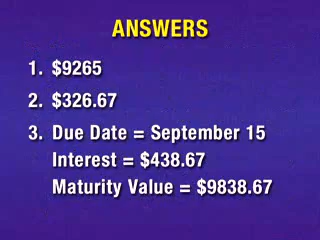 ANSWERS
1. $9265
2. $326.67
3. Due Date = September 15
Interest = $438.67
Maturity Value = $9838.67